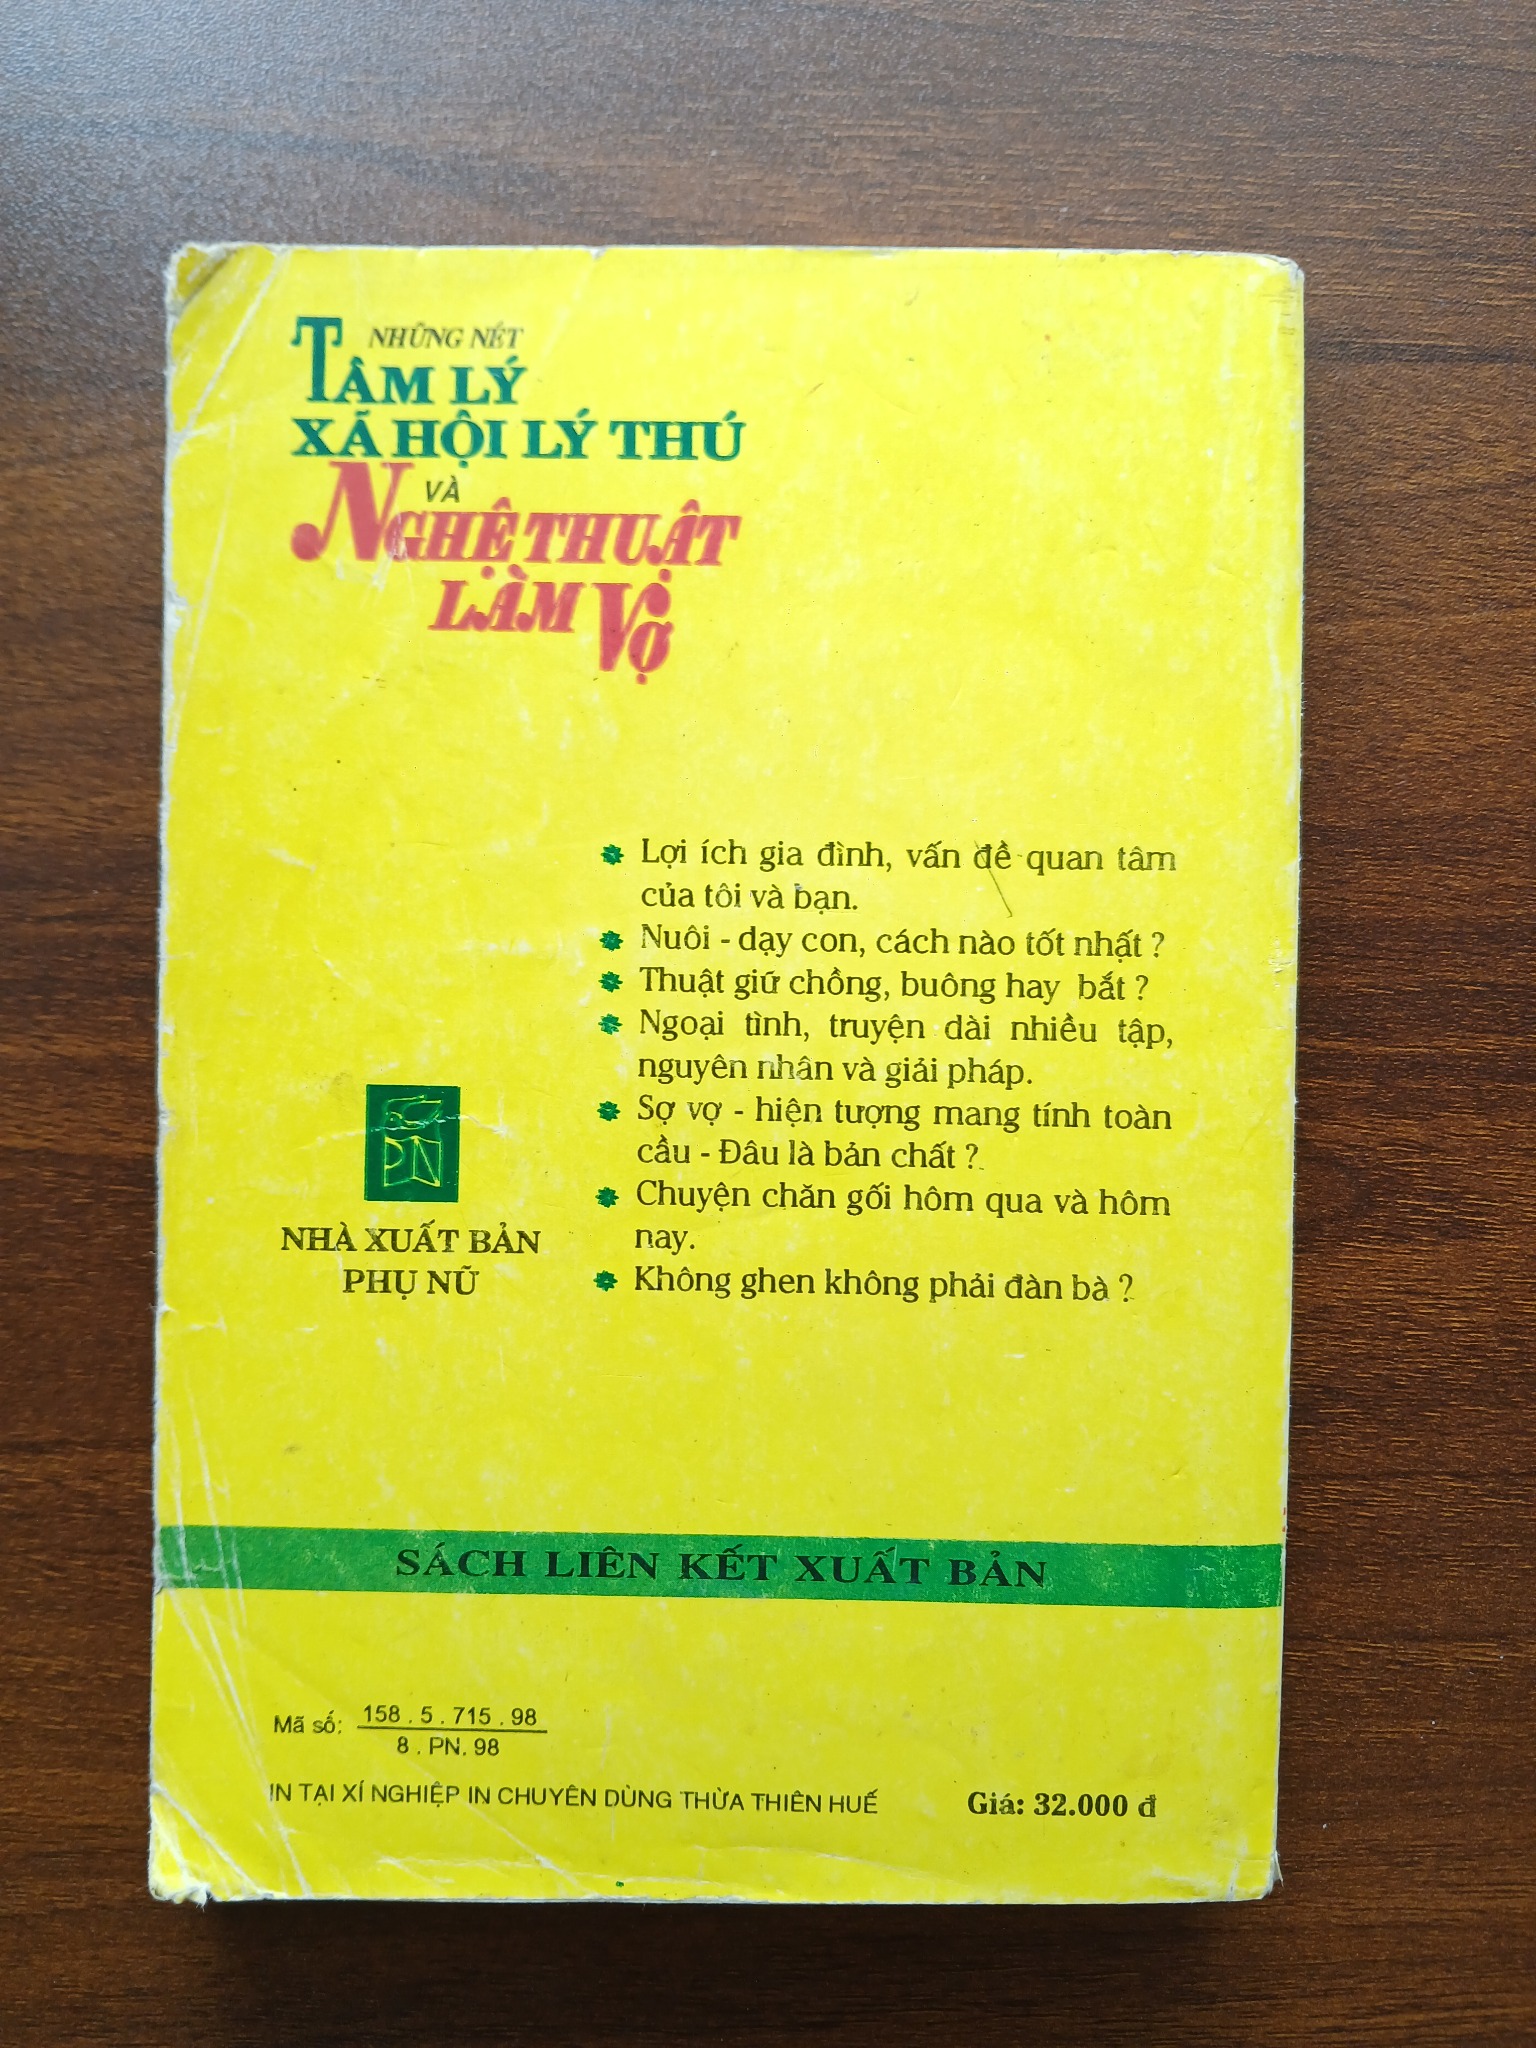 NHỮNG NÉT
TÂM LÝ
XÃ HỘI LÝ THÚ
VÀ
NGHỆ THUẬT
LÀM VỢ
Lợi ích gia đình, vấn đề quan tâm
của tôi và bạn.
Nuôi - dạy con, cách nào tốt nhất ?
Thuật giữ chồng, buông hay bắt ?
Ngoại tình, truyện dài nhiều tập,
nguyên nhân và giải pháp.
Sợ vợ - hiện tượng mang tính toàn
cầu - Đâu là bản chất ?
Chuyện chăn gối hôm qua và hôm
nay.
Không ghen không phải đàn bà ?
PN
NHÀ XUẤT BẢN
PHỤ NỮ
SÁCH LIÊN KẾT XUẤT BẢN
Mã số: 158 . 5 . 715 . 98
8 . PN. 98
IN TẠI XÍ NGHIỆP IN CHUYÊN DÙNG THỪA THIÊN HUẾ
Giá: 32.000 đ